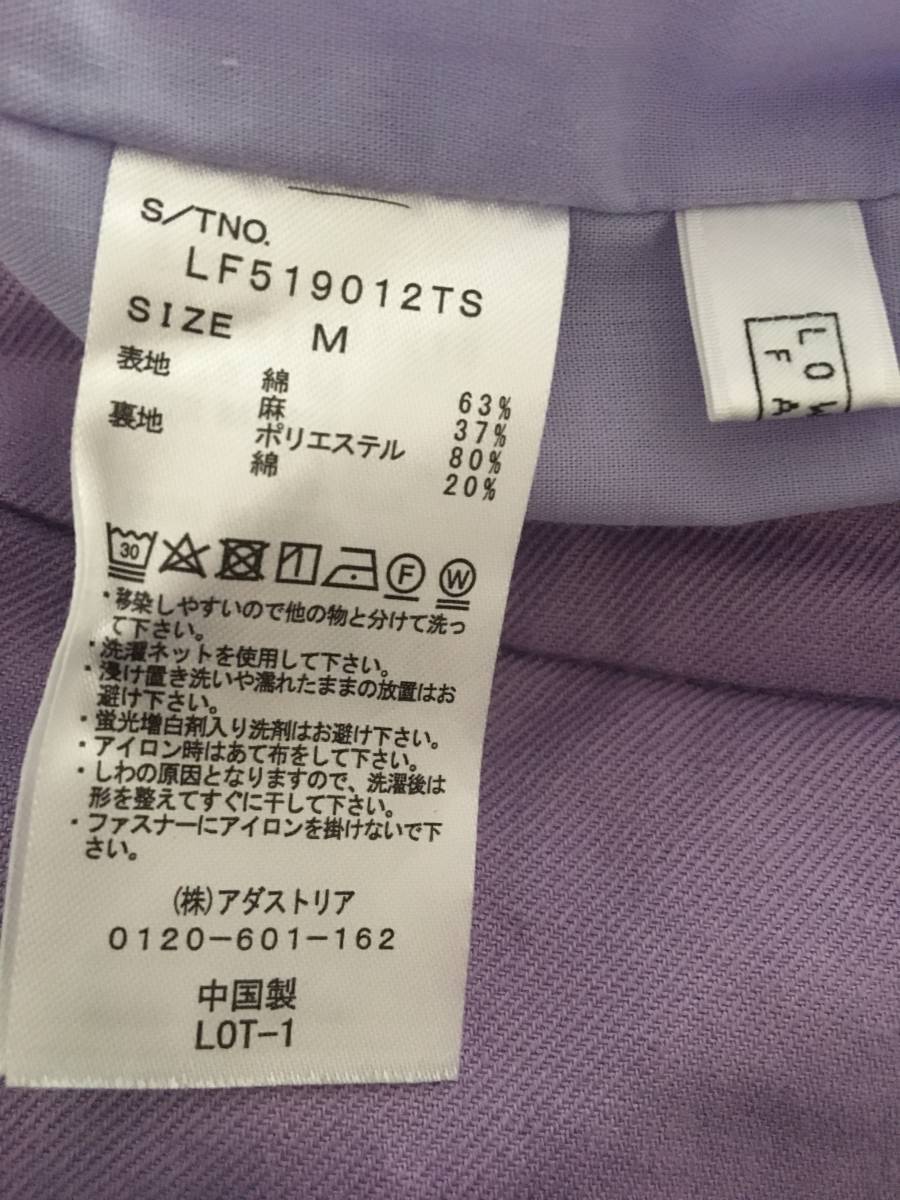 S/TNO.
LF519012TS
SIZE M
表地 綿 63%
麻 37%
裏地 ポリエステル 80%
綿 20%
30 F W
・移染しやすいので他の物と分けて洗っ
て下さい。
・洗濯ネットを使用して下さい。
・浸け置き洗いや濡れたままの放置はお
避け下さい。
・蛍光増白剤入り洗剤はお避け下さい。
・アイロン時はあて布をして下さい。
・しわの原因となりますので、洗濯後は
形を整えてすぐに干して下さい。
・ファスナーにアイロンを掛けないで下
さい。
(株)アダストリア
0120-601-162
中国製
LOT-1
LOW
FA